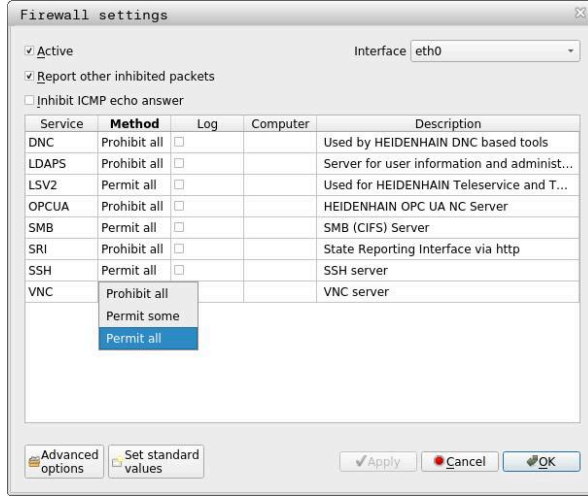 Firewall settings
Active
Interface eth0
Report other inhibited packets
Inhibit ICMP echo answer
Service Method Log Computer Description
DNC Prohibit all Used by HEIDENHAIN DNC based tools
LDAPS Prohibit all Server for user information and administ...
LSV2 Permit all Used for HEIDENHAIN Teleservice and T...
OPCUA Prohibit all HEIDENHAIN OPC UA NC Server
SMB Permit all SMB (CIFS) Server
SRI Prohibit all State Reporting Interface via http
SSH Permit all SSH server
VNC Prohibit all VNC server
Permit some
Permit all
Advanced options
Set standard values
Apply
Cancel
OK